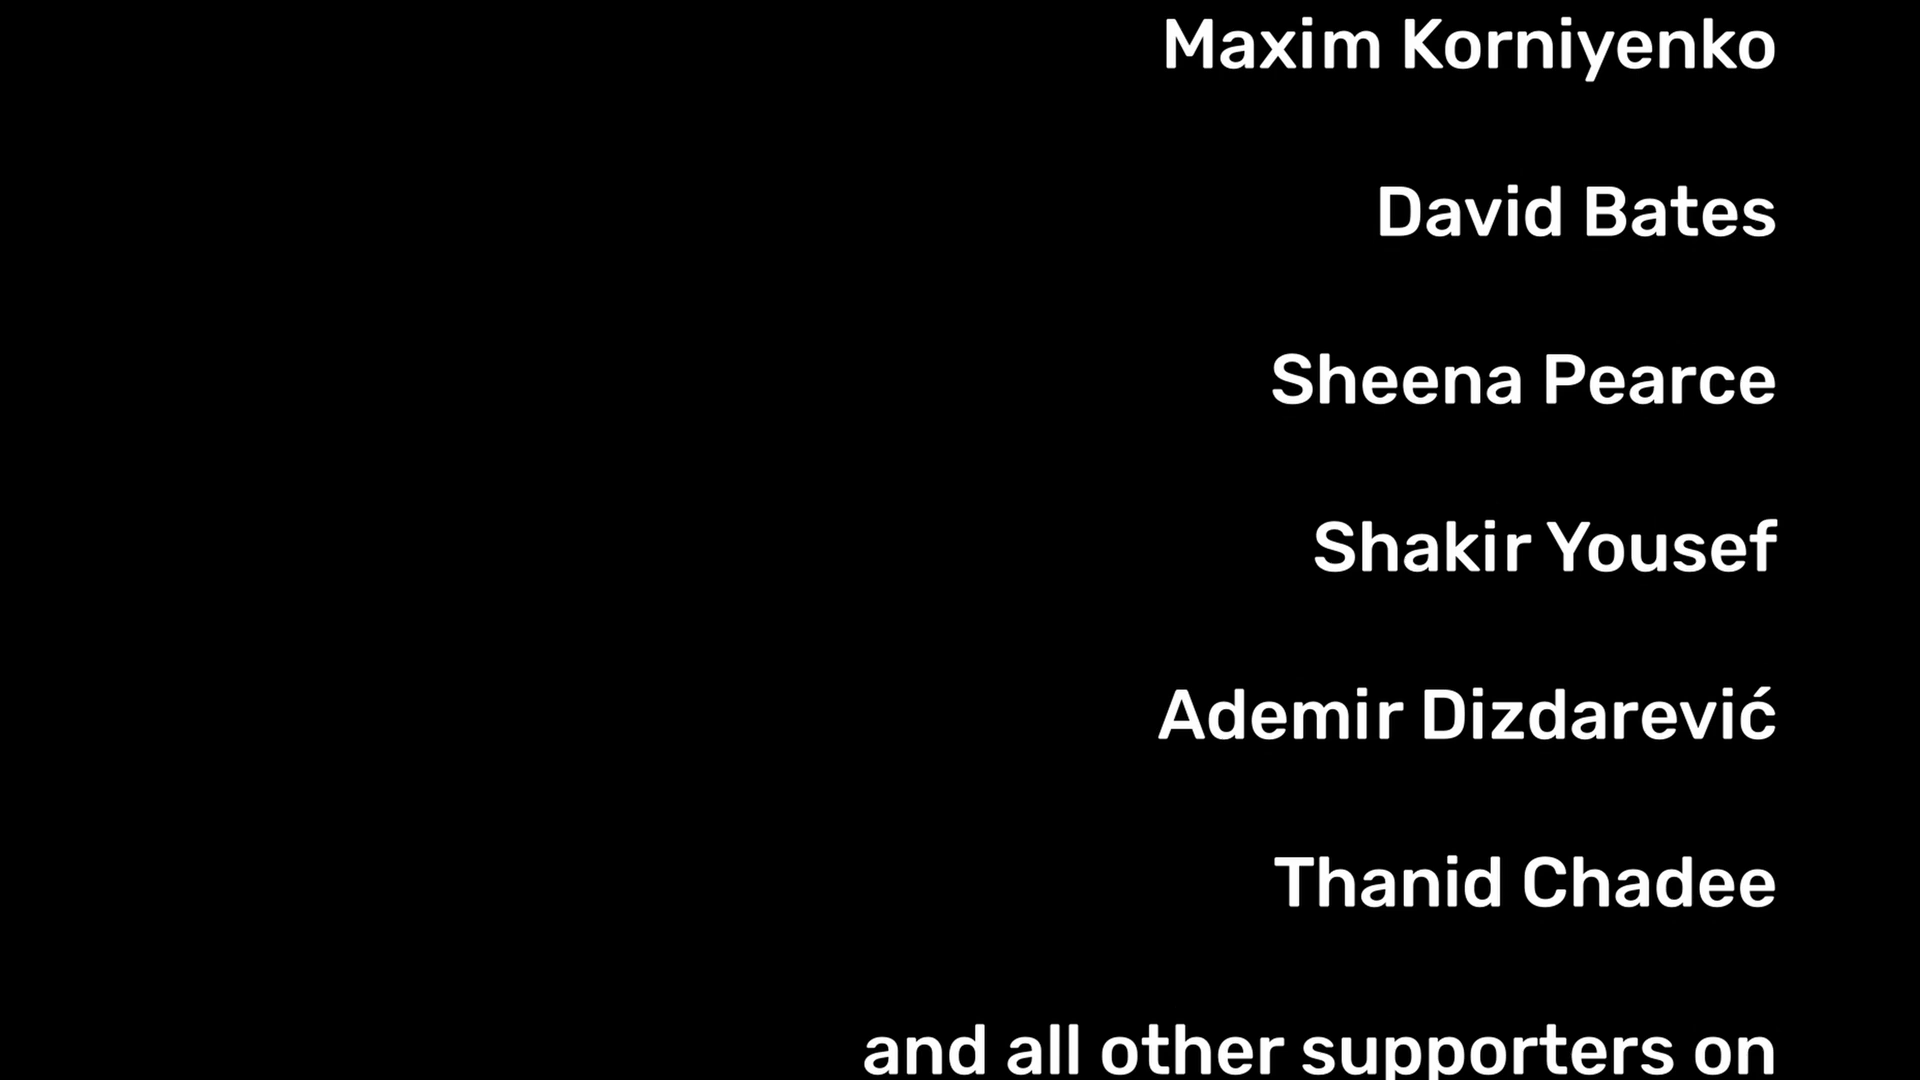 Maxim Korniyenko
David Bates
Sheena Pearce
Shakir Yousef
Ademir Dizdarević
Thanid Chadee
and all other supporters on